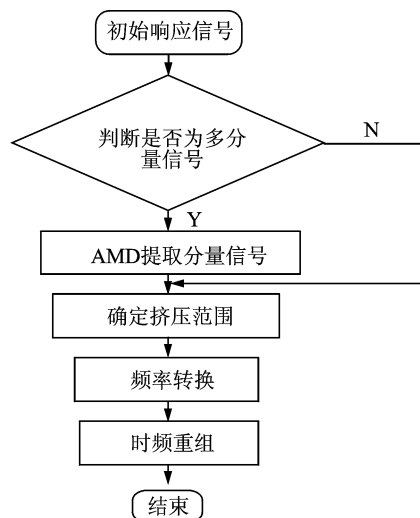 初始响应信号
判断是否为多分
量信号
N
Y
AMD提取分量信号
确定挤压范围
频率转换
时频重组
结束